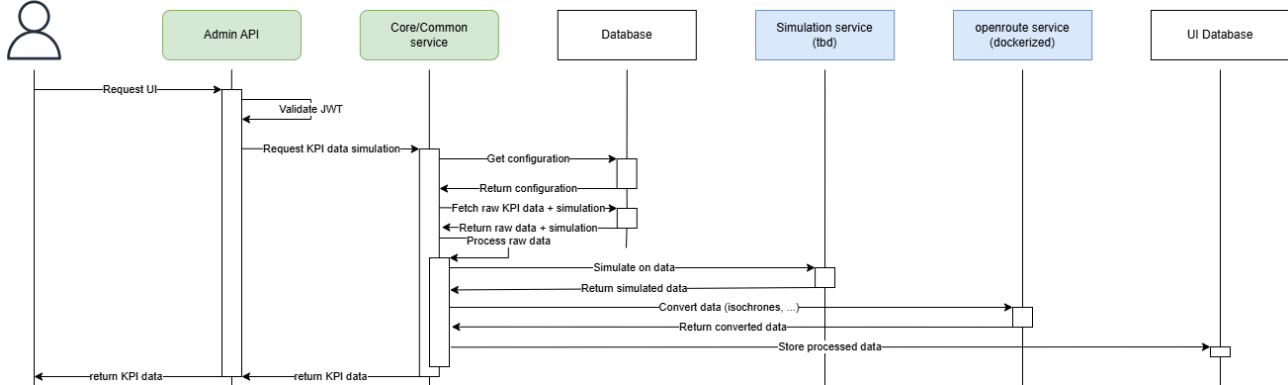 Admin API
Core/Common
service
Database
Simulation service
(tbd)
openroute service
(dockerized)
UI Database
Request UI
Validate JWT
Request KPI data simulation
Get configuration
Return configuration
Fetch raw KPI data + simulation
Return raw data + simulation
Process raw data
Simulate on data
Return simulated data
Convert data (isochrones, ...)
Return converted data
Store processed data
return KPI data
return KPI data